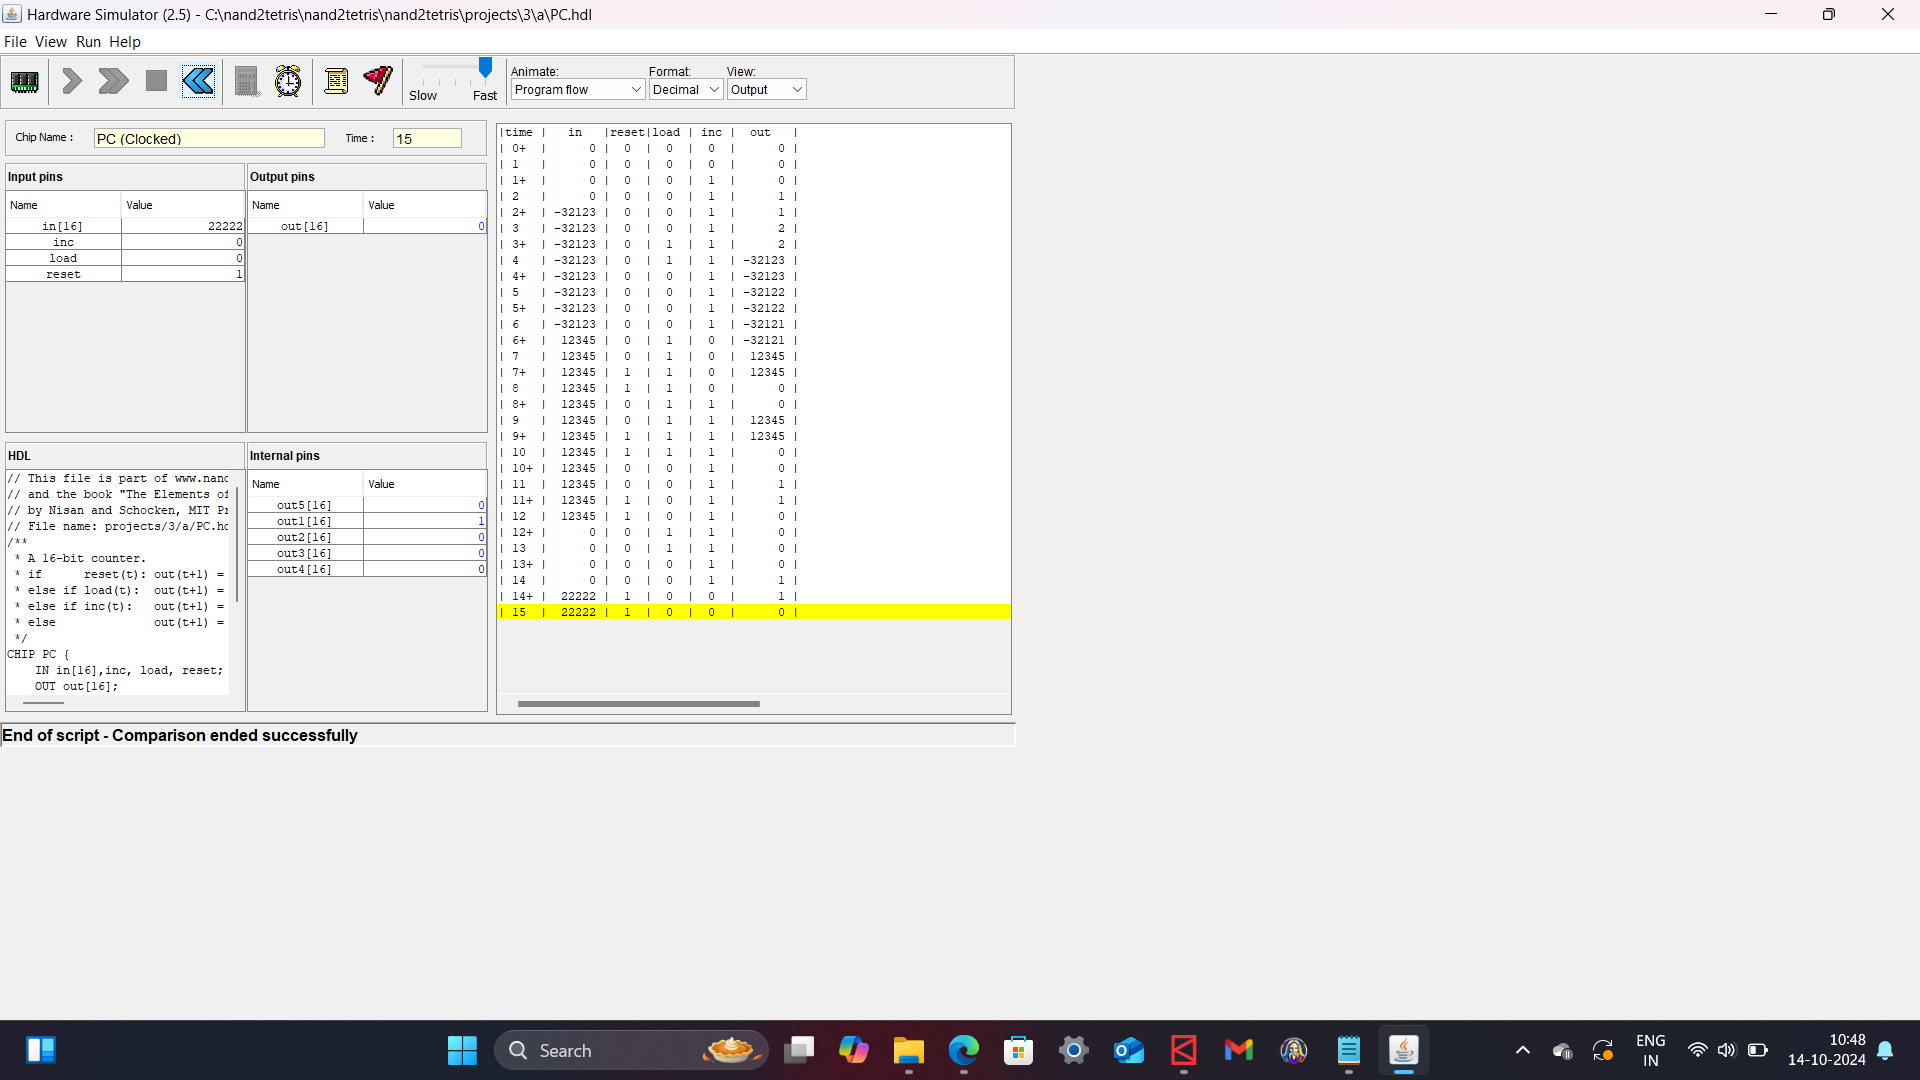 Hardware Simulator (2.5) - C:\nand2tetris\nand2tetris\nand2tetris\projects\3\a\PC.hdl
File View Run Help
Slow Fast
Animate: Format: View:
Program flow Decimal Output
Chip Name : PC (Clocked) Time : 15
Input pins
Name Value
in[16] 22222
inc 0
load 0
reset 1
Output pins
Name Value
out[16] 0
HDL
// This file is part of www.nand
// and the book "The Elements of
// by Nisan and Schocken, MIT Pr
// File name: projects/3/a/PC.hd
/**
* A 16-bit counter.
* if reset(t): out(t+1) =
* else if load(t): out(t+1) =
* else if inc(t): out(t+1) =
* else out(t+1) =
*/
CHIP PC {
IN in[16],inc, load, reset;
OUT out[16];
Internal pins
Name Value
out5[16] 0
out1[16] 1
out2[16] 0
out3[16] 0
out4[16] 0
|time | in |reset|load | inc | out |
| 0+ | 0 | 0 | 0 | 0 | 0 |
| 1 | 0 | 0 | 0 | 0 | 0 |
| 1+ | 0 | 0 | 0 | 1 | 0 |
| 2 | 0 | 0 | 0 | 1 | 1 |
| 2+ | -32123 | 0 | 0 | 1 | 1 |
| 3 | -32123 | 0 | 0 | 1 | 2 |
| 3+ | -32123 | 0 | 1 | 1 | 2 |
| 4 | -32123 | 0 | 1 | 1 | -32123 |
| 4+ | -32123 | 0 | 0 | 1 | -32123 |
| 5 | -32123 | 0 | 0 | 1 | -32122 |
| 5+ | -32123 | 0 | 0 | 1 | -32122 |
| 6 | -32123 | 0 | 0 | 1 | -32121 |
| 6+ | 12345 | 0 | 1 | 0 | -32121 |
| 7 | 12345 | 0 | 1 | 0 | 12345 |
| 7+ | 12345 | 1 | 1 | 0 | 12345 |
| 8 | 12345 | 1 | 1 | 0 | 0 |
| 8+ | 12345 | 0 | 1 | 1 | 0 |
| 9 | 12345 | 0 | 1 | 1 | 12345 |
| 9+ | 12345 | 1 | 1 | 1 | 12345 |
| 10 | 12345 | 1 | 1 | 1 | 0 |
| 10+ | 12345 | 0 | 0 | 1 | 0 |
| 11 | 12345 | 0 | 0 | 1 | 1 |
| 11+ | 12345 | 1 | 0 | 1 | 1 |
| 12 | 12345 | 1 | 0 | 1 | 0 |
| 12+ | 0 | 0 | 1 | 1 | 0 |
| 13 | 0 | 0 | 1 | 1 | 0 |
| 13+ | 0 | 0 | 0 | 1 | 0 |
| 14 | 0 | 0 | 0 | 1 | 1 |
| 14+ | 22222 | 1 | 0 | 0 | 1 |
| 15 | 22222 | 1 | 0 | 0 | 0 |
End of script - Comparison ended successfully
Search
ENG
IN
10:48
14-10-2024